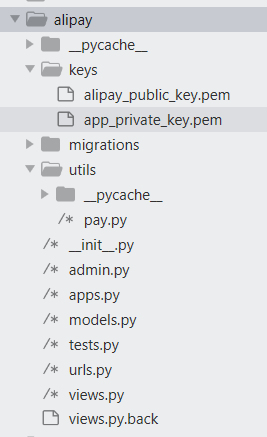 alipay
__pycache__
keys
alipay_public_key.pem
app_private_key.pem
migrations
utils
__pycache__
/* pay.py
/* __init__.py
/* admin.py
/* apps.py
/* models.py
/* tests.py
/* urls.py
/* views.py
views.py.back